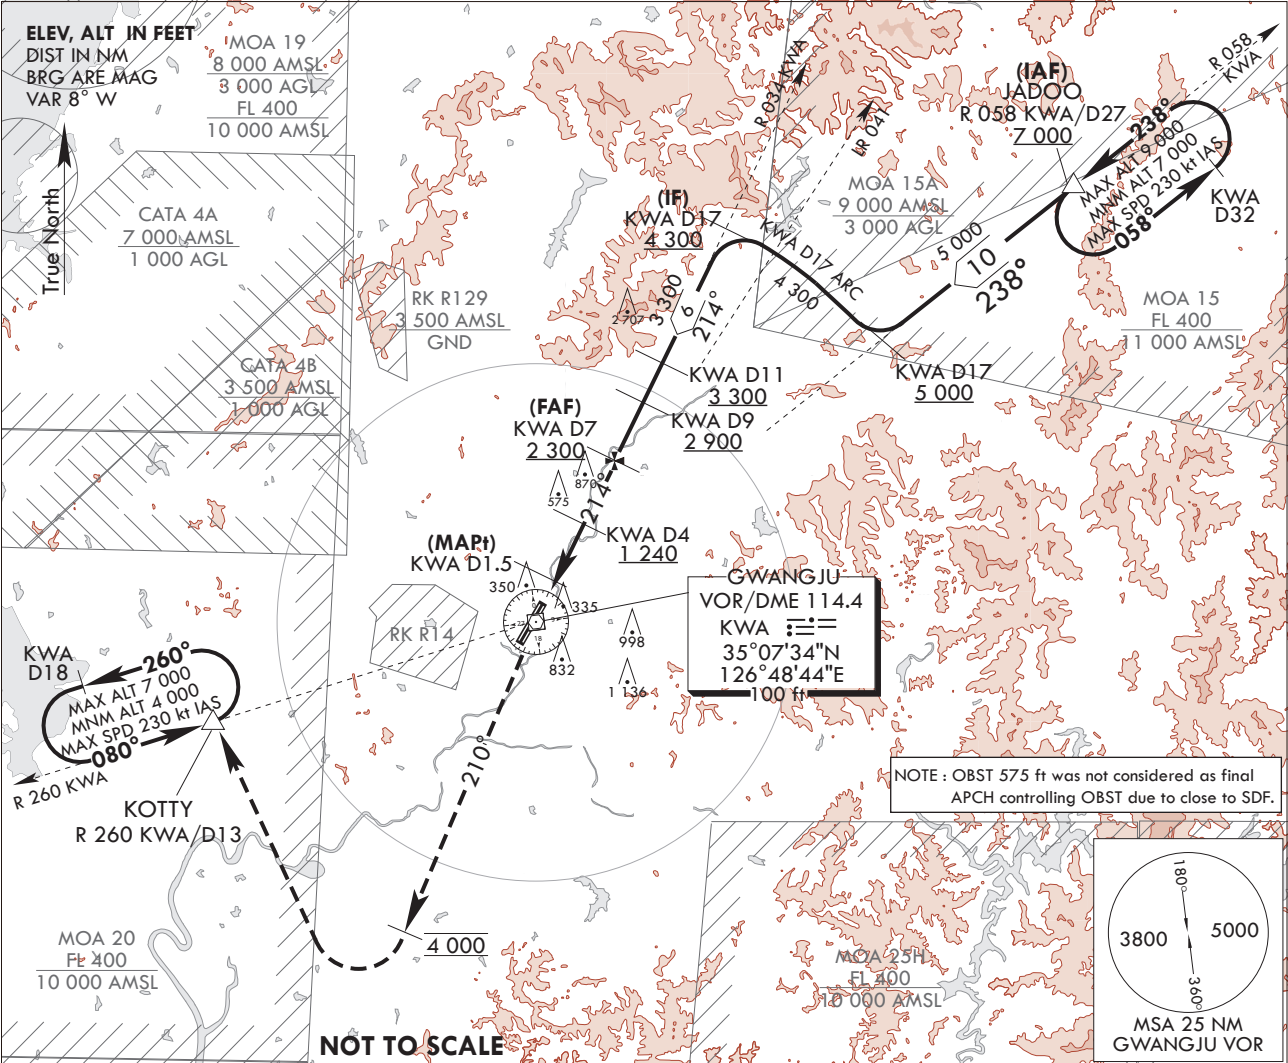 ELEV, ALT IN FEET
DIST IN NM
BRG ARE MAG
VAR 8° W
True North
MOA 19
8 000 AMSL
3 000 AGL
FL 400
10 000 AMSL
CATA 4A
7 000 AMSL
1 000 AGL
RK R129
3 500 AMSL
GND
CATA 4B
3 500 AMSL
1 000 AGL
R 034 KWA
LR 041
R 058
KWA
(IAF)
JADOO
R 058 KWA/D27
7 000
238°
MAX ALT 9 000
MNM ALT 7 000
MAX SPD 230 kt IAS
058°
KWA
D32
MOA 15A
9 000 AMSL
3 000 AGL
(IF)
KWA D17
4 300
KWA D17 ARC
4 300
5 000
10
238°
MOA 15
FL 400
11 000 AMSL
2 707
3 300
6
214°
KWA D11
3 300
KWA D17
5 000
(FAF)
KWA D7
2 300
KWA D9
2 900
870
575
214°
KWA D4
1 240
(MAPt)
KWA D1.5
350
335
18
998
832
1 136
RK R14
GWANGJU
VOR/DME 114.4
KWA
35°07'34"N
126°48'44"E
100 ft
KWA
D18
260°
MAX ALT 7 000
MNM ALT 4 000
MAX SPD 230 kt IAS
080°
R 260 KWA
KOTTY
R 260 KWA/D13
210°
4 000
NOTE : OBST 575 ft was not considered as final
APCH controlling OBST due to close to SDF.
MOA 20
FL 400
10 000 AMSL
MOA 25H
FL 400
10 000 AMSL
180°
3800
5000
360°
MSA 25 NM
GWANGJU VOR
NOT TO SCALE